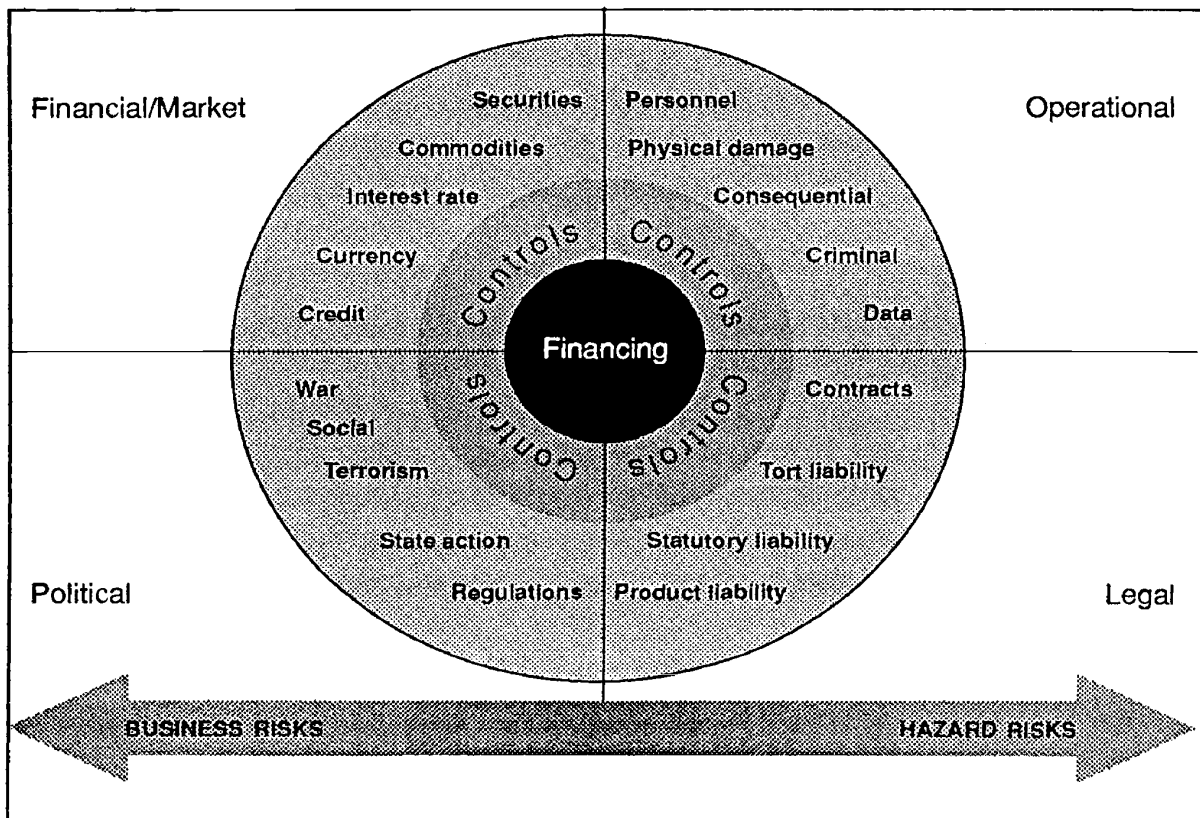 Financial/Market
Operational
Securities
Commodities
Interest rate
Currency
Credit
Personnel
Physical damage
Consequential
Criminal
Data
Controls
Controls
Financing
Controls
Controls
War
Social
Terrorism
State action
Regulations
Contracts
Tort liability
Statutory liability
Product liability
Political
Legal
BUSINESS RISKS
HAZARD RISKS